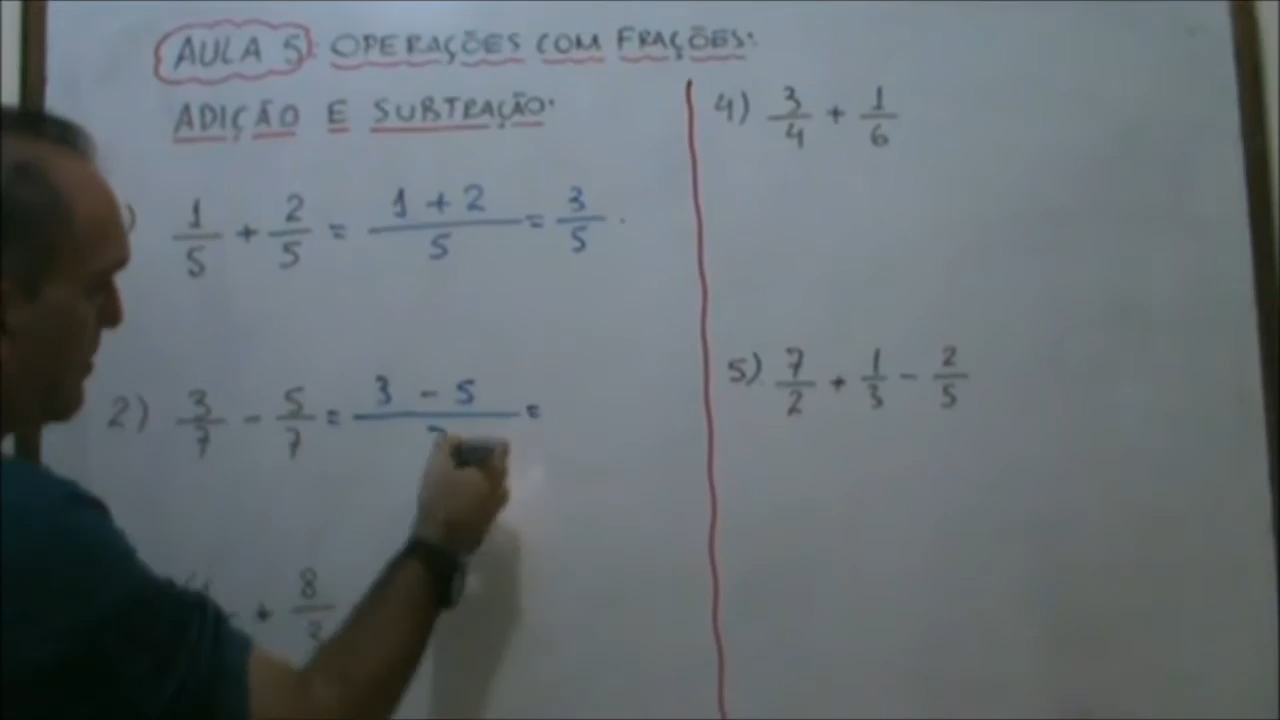 AULA 5: OPERAÇÕES COM FRAÇÕES:
ADIÇÃO E SUBTRAÇÃO.
) 1/5 + 2/5 = (1 + 2)/5 = 3/5.
2) 3/7 - 5/7 = (3 - 5)/7 =
+ 8/
4) 3/4 + 1/6
5) 7/2 + 1/3 - 2/5